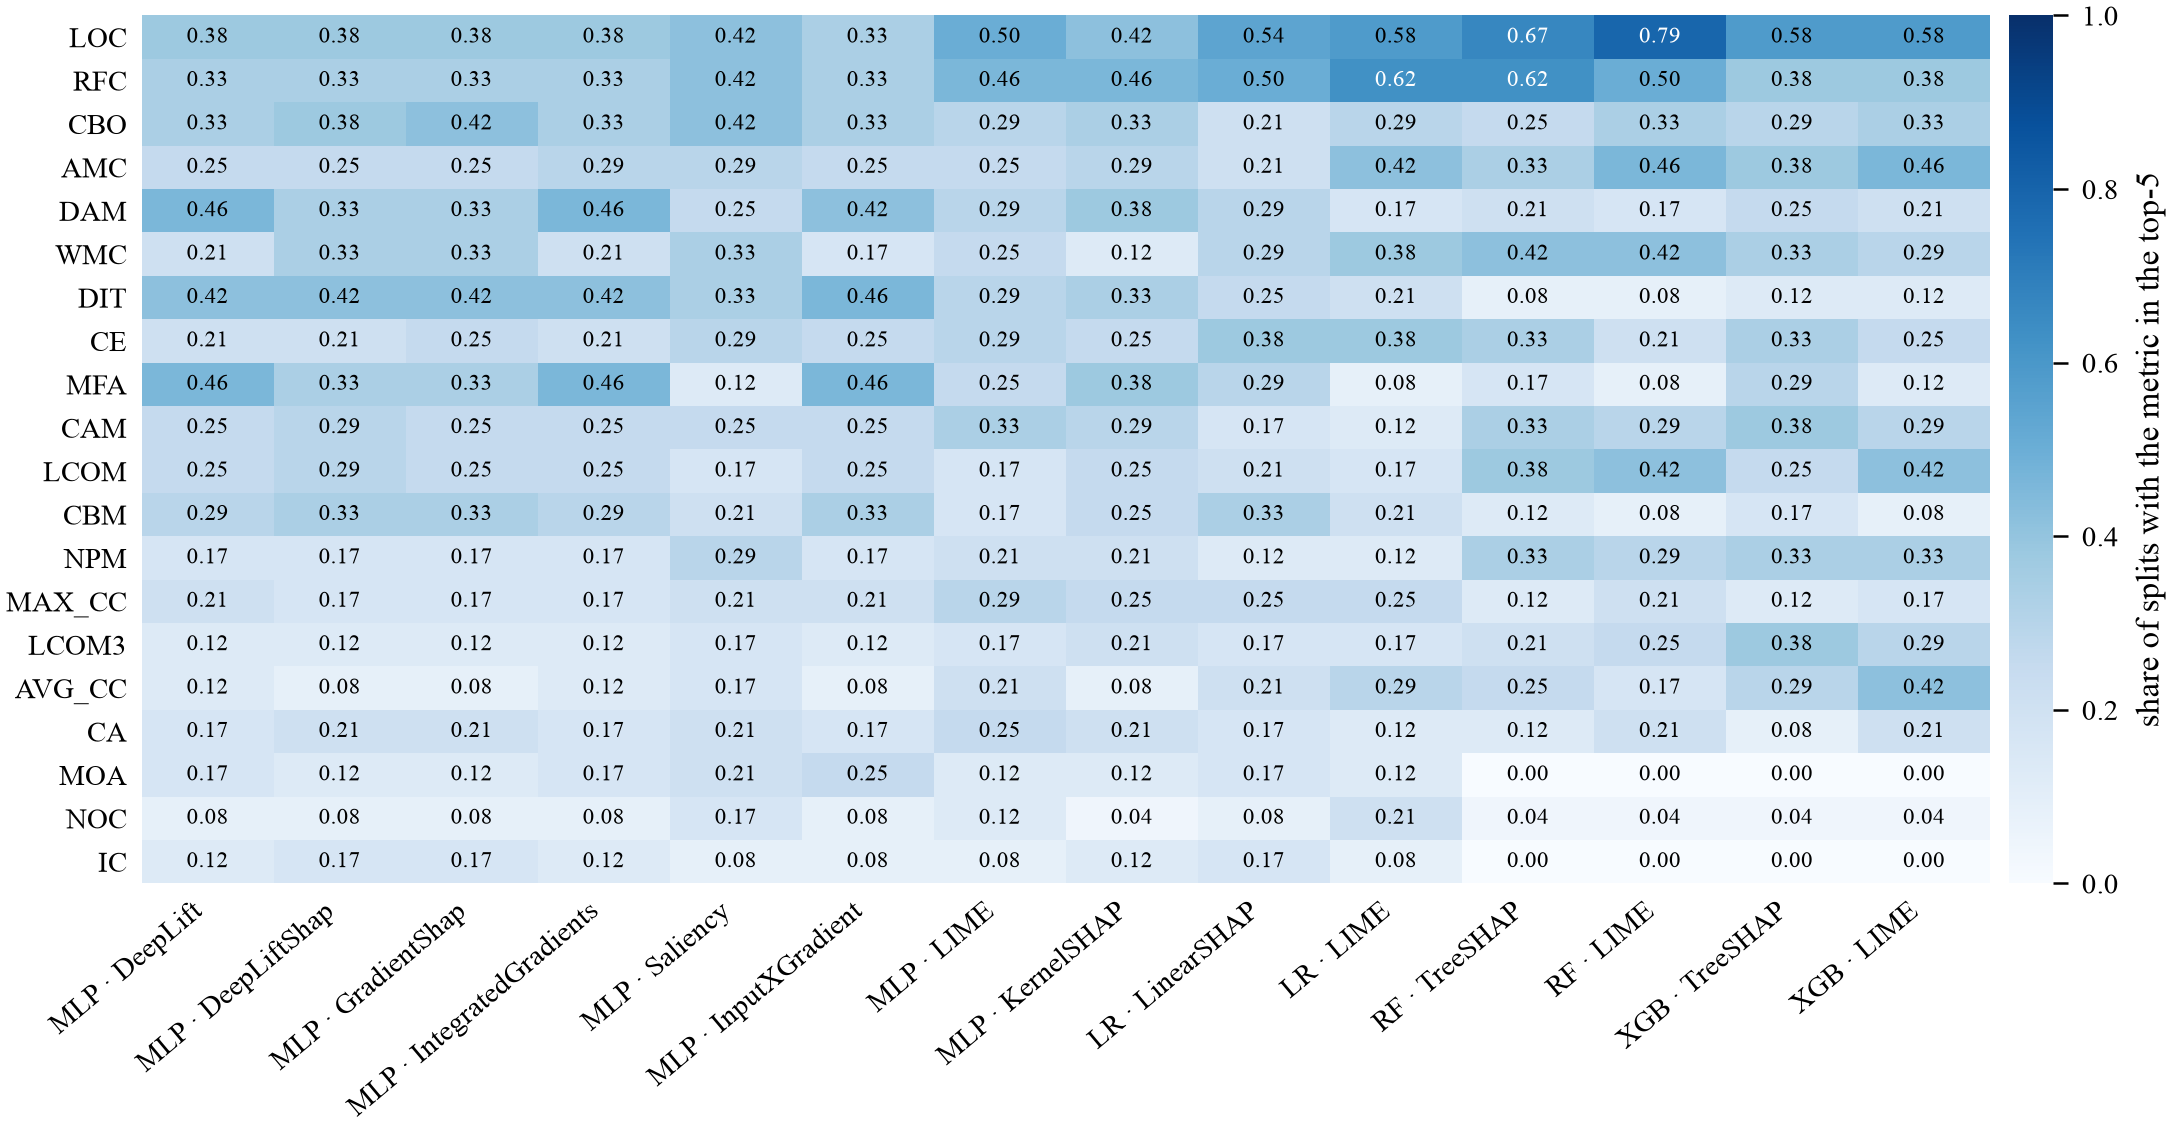 LOC 0.38 0.38 0.38 0.38 0.42 0.33 0.50 0.42 0.54 0.58 0.67 0.79 0.58 0.58
RFC 0.33 0.33 0.33 0.33 0.42 0.33 0.46 0.46 0.50 0.62 0.62 0.50 0.38 0.38
CBO 0.33 0.38 0.42 0.33 0.42 0.33 0.29 0.33 0.21 0.29 0.25 0.33 0.29 0.33
AMC 0.25 0.25 0.25 0.29 0.29 0.25 0.25 0.29 0.21 0.42 0.33 0.46 0.38 0.46
DAM 0.46 0.33 0.33 0.46 0.25 0.42 0.29 0.38 0.29 0.17 0.21 0.17 0.25 0.21
WMC 0.21 0.33 0.33 0.21 0.33 0.17 0.25 0.12 0.29 0.38 0.42 0.42 0.33 0.29
DIT 0.42 0.42 0.42 0.42 0.33 0.46 0.29 0.33 0.25 0.21 0.08 0.08 0.12 0.12
CE 0.21 0.21 0.25 0.21 0.29 0.25 0.29 0.25 0.38 0.38 0.33 0.21 0.33 0.25
MFA 0.46 0.33 0.33 0.46 0.12 0.46 0.25 0.38 0.29 0.08 0.17 0.08 0.29 0.12
CAM 0.25 0.29 0.25 0.25 0.25 0.25 0.33 0.29 0.17 0.12 0.33 0.29 0.38 0.29
LCOM 0.25 0.29 0.25 0.25 0.17 0.25 0.17 0.25 0.21 0.17 0.38 0.42 0.25 0.42
CBM 0.29 0.33 0.33 0.29 0.21 0.33 0.17 0.25 0.33 0.21 0.12 0.08 0.17 0.08
NPM 0.17 0.17 0.17 0.17 0.29 0.17 0.21 0.21 0.12 0.12 0.33 0.29 0.33 0.33
MAX_CC 0.21 0.17 0.17 0.17 0.21 0.21 0.29 0.25 0.25 0.25 0.12 0.21 0.12 0.17
LCOM3 0.12 0.12 0.12 0.12 0.17 0.12 0.17 0.21 0.17 0.17 0.21 0.25 0.38 0.29
AVG_CC 0.12 0.08 0.08 0.12 0.17 0.08 0.21 0.08 0.21 0.29 0.25 0.17 0.29 0.42
CA 0.17 0.21 0.21 0.17 0.21 0.17 0.25 0.21 0.17 0.12 0.12 0.21 0.08 0.21
MOA 0.17 0.12 0.12 0.17 0.21 0.25 0.12 0.12 0.17 0.12 0.00 0.00 0.00 0.00
NOC 0.08 0.08 0.08 0.08 0.17 0.08 0.12 0.04 0.08 0.21 0.04 0.04 0.04 0.04
IC 0.12 0.17 0.17 0.12 0.08 0.08 0.08 0.12 0.17 0.08 0.00 0.00 0.00 0.00
MLP · DeepLift
MLP · DeepLiftShap
MLP · GradientShap
MLP · IntegratedGradients
MLP · Saliency
MLP · InputXGradient
MLP · LIME
MLP · KernelSHAP
LR · LinearSHAP
LR · LIME
RF · TreeSHAP
RF · LIME
XGB · TreeSHAP
XGB · LIME
1.0
0.8
0.6
0.4
0.2
0.0
share of splits with the metric in the top-5